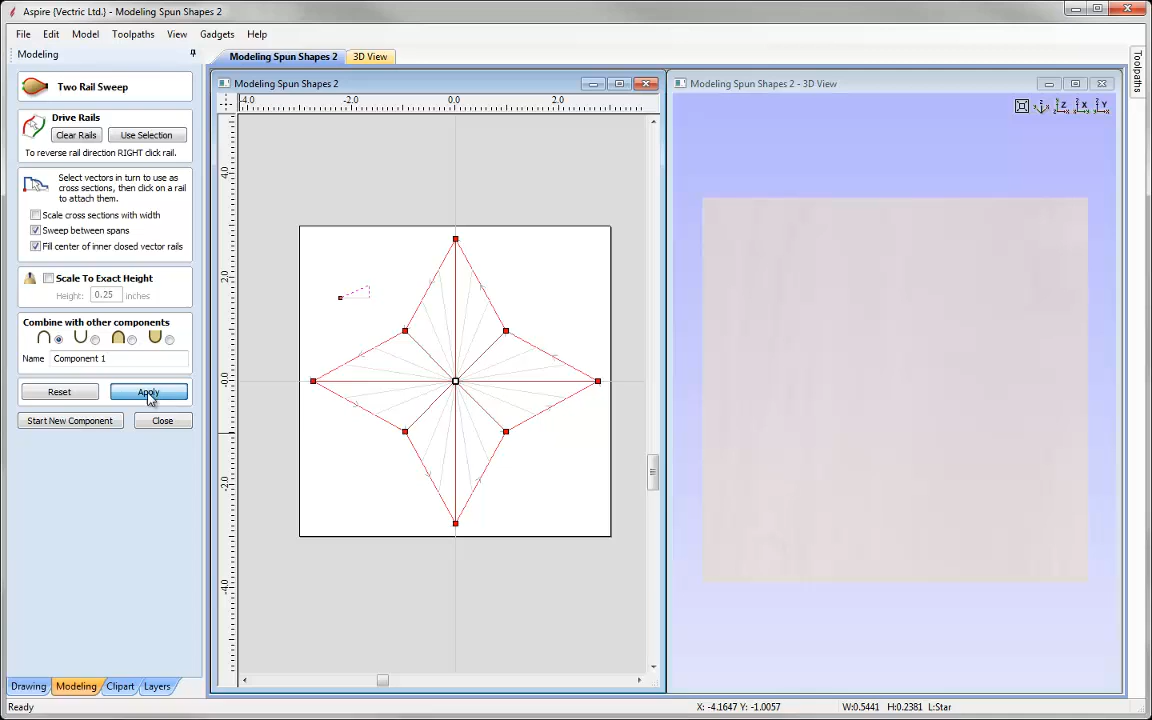 Aspire {Vectric Ltd.} - Modeling Spun Shapes 2
File Edit Model Toolpaths View Gadgets Help
Modeling
Modeling Spun Shapes 2
3D View
Two Rail Sweep
Drive Rails
Clear Rails
Use Selection
To reverse rail direction RIGHT click rail.
Select vectors in turn to use as
cross sections, then click on a rail
to attach them.
Scale cross sections with width
Sweep between spans
Fill center of inner closed vector rails
Scale To Exact Height
Height: 0.25 inches
Combine with other components
Name Component 1
Reset
Apply
Start New Component
Close
Drawing
Modeling
Clipart
Layers
Modeling Spun Shapes 2
-4.0 -2.0 0.0 2.0
4.0
2.0
-0.0
-2.0
-4.0
Modeling Spun Shapes 2 - 3D View
Z X Y
Toolpaths
Ready
X: -4.1647 Y: -1.0057
W:0.5441 H:0.2381 L:Star